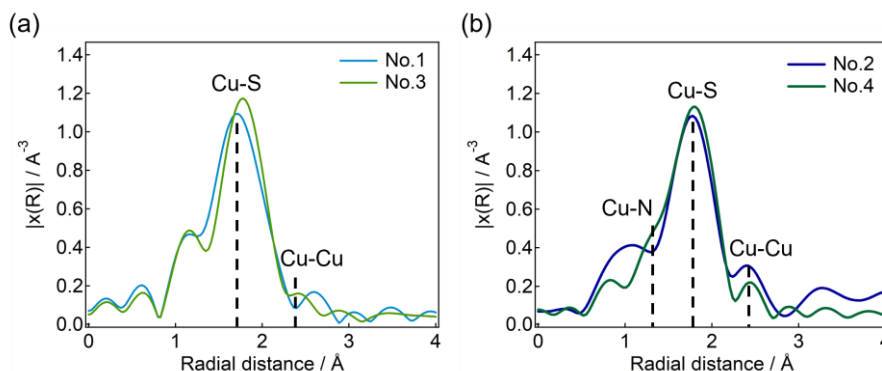 (a)
1.4
1.2
1.0
0.8
0.6
0.4
0.2
0.0
|x(R)| / A⁻³
Cu-S
Cu-Cu
No.1
No.3
0
1
2
3
4
Radial distance / Å
(b)
1.4
1.2
1.0
0.8
0.6
0.4
0.2
0.0
|x(R)| / A⁻³
Cu-S
Cu-N
Cu-Cu
No.2
No.4
0
1
2
3
4
Radial distance / Å